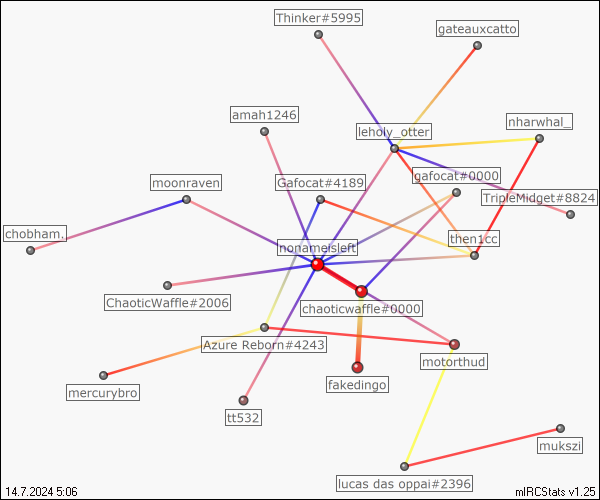 Thinker#5995
gateauxcatto
amah1246
leholy_otter
nharwhal_
moonraven
Gafocat#4189
gafocat#0000
TripleMidget#8824
chobham.
nonameisleft
then1cc
ChaoticWaffle#2006
chaoticwaffle#0000
Azure Reborn#4243
motorthud
mercurybro
fakedingo
tt532
mukszi
lucas das oppai#2396
14.7.2024 5:06
mIRCStats v1.25